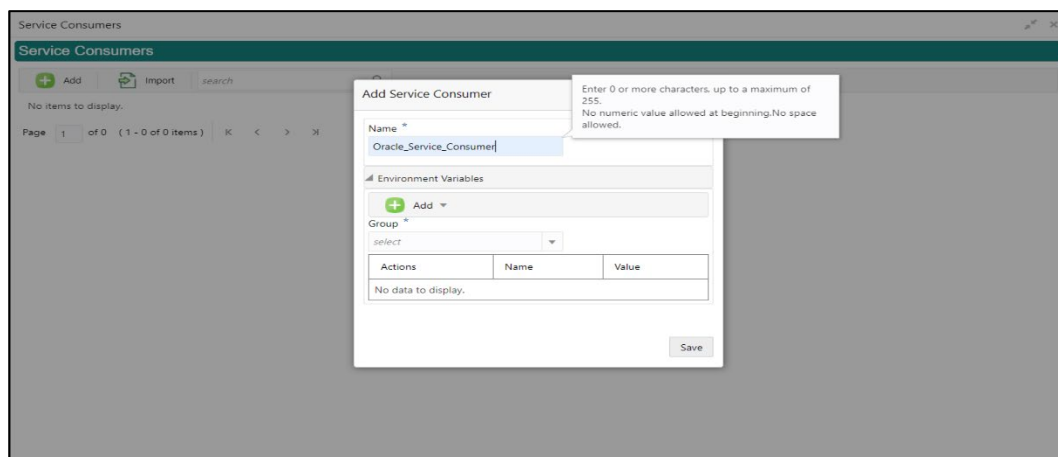 Service Consumers
Service Consumers
Add Import search
No items to display.
Page 1 of 0 ( 1 - 0 of 0 items )
Add Service Consumer
Enter 0 or more characters, up to a maximum of
255.
No numeric value allowed at beginning.No space
allowed.
Name *
Oracle_Service_Consumer
Environment Variables
Add
Group *
select
Actions Name Value
No data to display.
Save